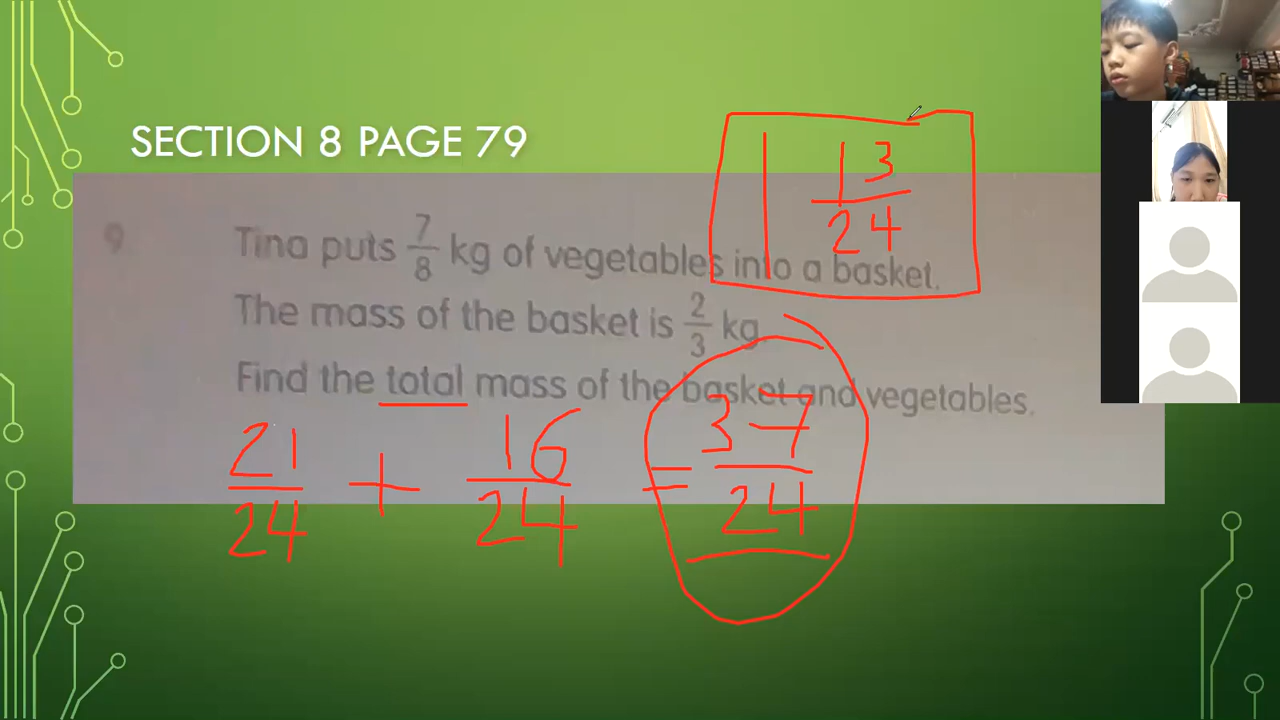 SECTION 8 PAGE 79
9
Tina puts 7/8 kg of vegetables into a basket.
The mass of the basket is 2/3 kg
Find the total mass of the basket and vegetables.
21/24 + 16/24 = 37/24
1 13/24